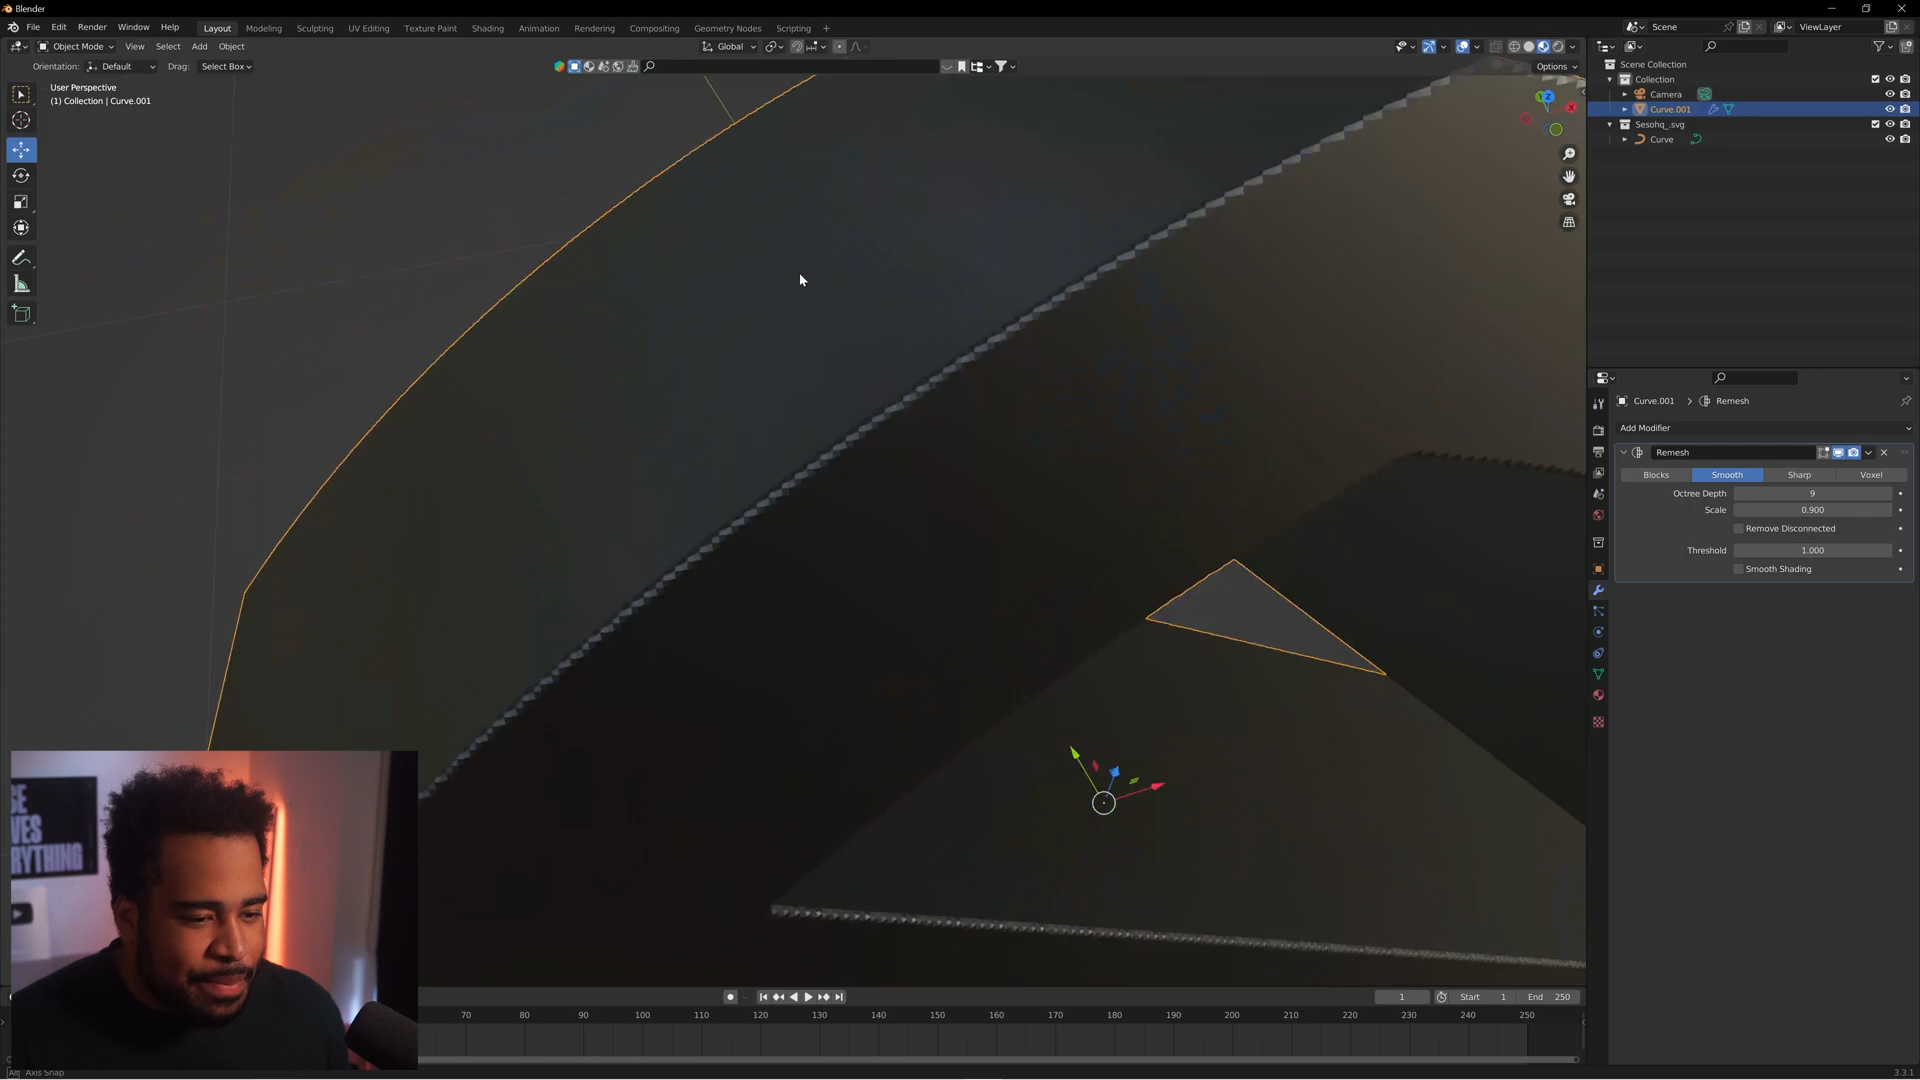 Blender
File Edit Render Window Help
Layout Modeling Sculpting UV Editing Texture Paint Shading Animation Rendering Compositing Geometry Nodes Scripting +
Scene
ViewLayer
Object Mode View Select Add Object
Global
Orientation: Default Drag: Select Box
Options
User Perspective
(1) Collection | Curve.001
Z
X
Scene Collection
Collection
Camera
Curve.001
Sesohq_.svg
Curve
Curve.001 > Remesh
Add Modifier
Remesh
Blocks Smooth Sharp Voxel
Octree Depth 9
Scale 0.900
Remove Disconnected
Threshold 1.000
Smooth Shading
1 Start 1 End 250
70 80 90 100 110 120 130 140 150 160 170 180 190 200 210 220 230 240 250
Alt Axis Snap
3.3.1